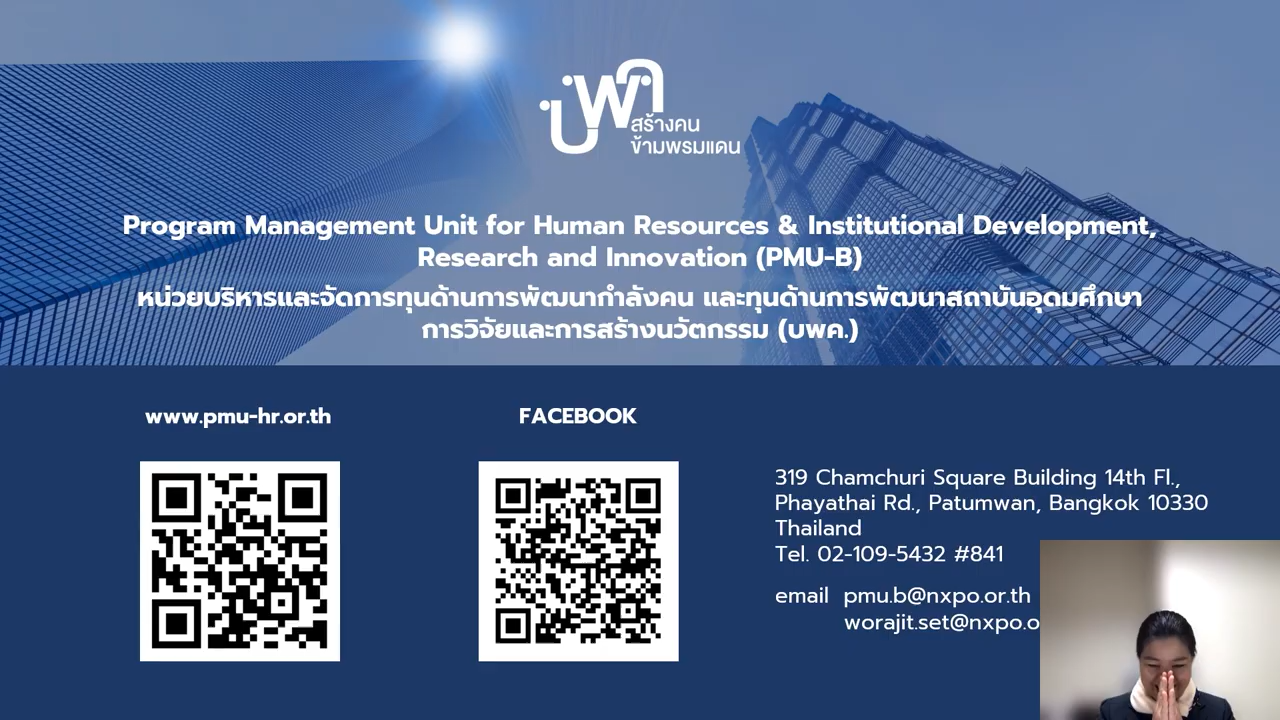 บพค
สร้างคน
ข้ามพรมแดน
Program Management Unit for Human Resources & Institutional Development,
Research and Innovation (PMU-B)
หน่วยบริหารและจัดการทุนด้านการพัฒนากำลังคน และทุนด้านการพัฒนาสถาบันอุดมศึกษา
การวิจัยและการสร้างนวัตกรรม (บพค.)
www.pmu-hr.or.th
FACEBOOK
319 Chamchuri Square Building 14th Fl.,
Phayathai Rd., Patumwan, Bangkok 10330
Thailand
Tel. 02-109-5432 #841
email pmu.b@nxpo.or.th
worajit.set@nxpo.o